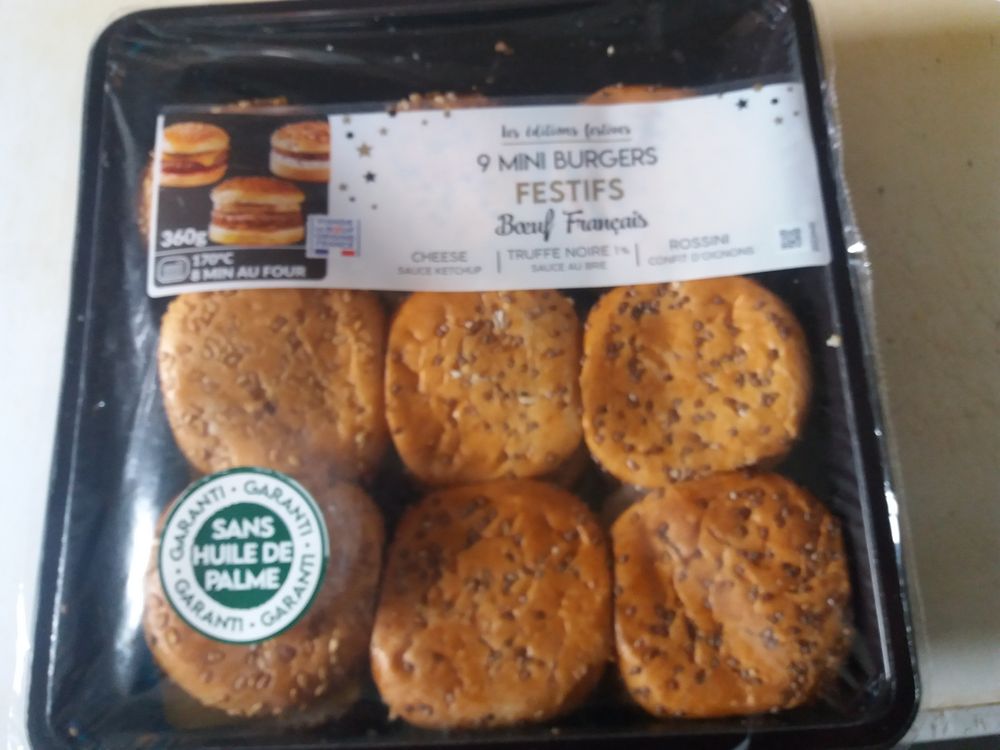 les éditions festives
9 MINI BURGERS
FESTIFS
Bœuf Français
CHEESE
SAUCE KETCHUP
TRUFFE NOIRE 1%
SAUCE AU BRIE
ROSSINI
CONFIT D'OIGNONS
360g
170°C
8 MIN AU FOUR
GARANTI · GARANTI · GARANTI · GARANTI ·
SANS
HUILE DE
PALME